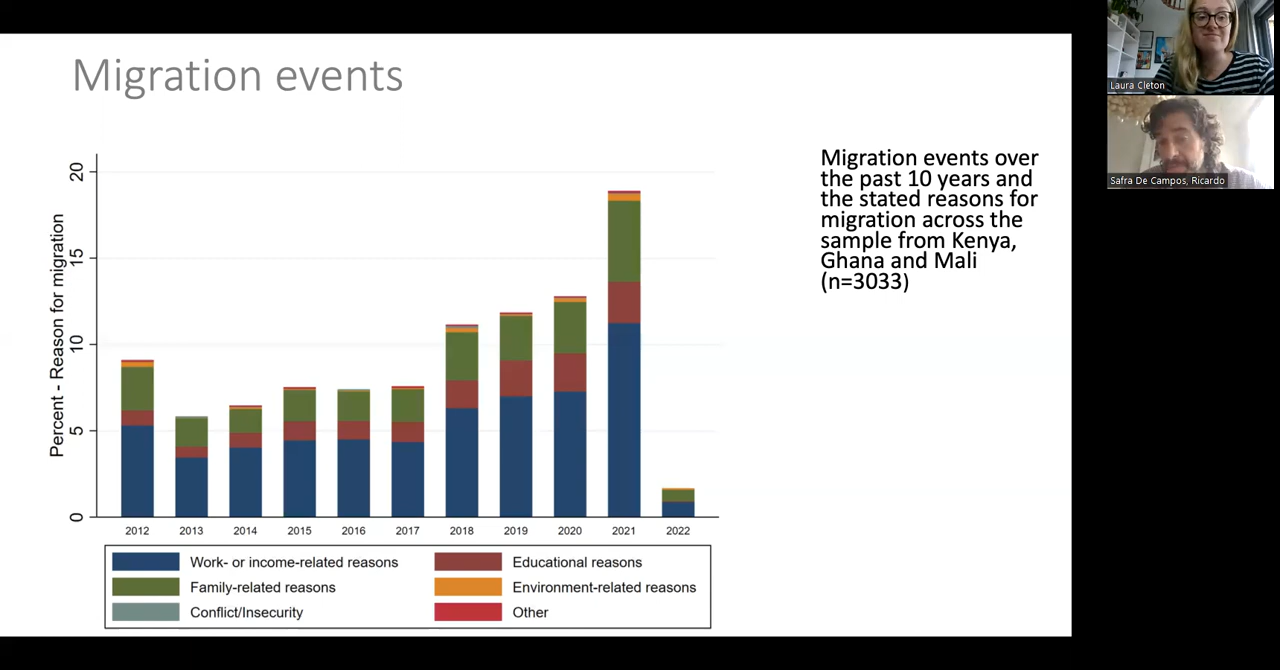 Migration events
Percent - Reason for migration
20
15
10
5
0
2012 2013 2014 2015 2016 2017 2018 2019 2020 2021 2022
Work- or income-related reasons
Educational reasons
Family-related reasons
Environment-related reasons
Conflict/Insecurity
Other
Migration events over
the past 10 years and
the stated reasons for
migration across the
sample from Kenya,
Ghana and Mali
(n=3033)
Laura Cleton
Safra De Campos, Ricardo